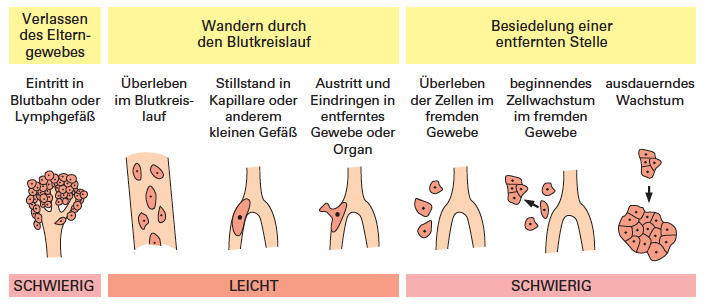 Verlassen
des Eltern-
gewebes
Wandern durch
den Blutkreislauf
Besiedelung einer
entfernten Stelle
Eintritt in
Blutbahn oder
Lymphgefäß
Überleben
im Blutkreis-
lauf
Stillstand in
Kapillare oder
anderem
kleinen Gefäß
Austritt und
Eindringen in
entferntes
Gewebe oder
Organ
Überleben
der Zellen im
fremden
Gewebe
beginnendes
Zellwachstum
im fremden
Gewebe
ausdauerndes
Wachstum
SCHWIERIG
LEICHT
SCHWIERIG